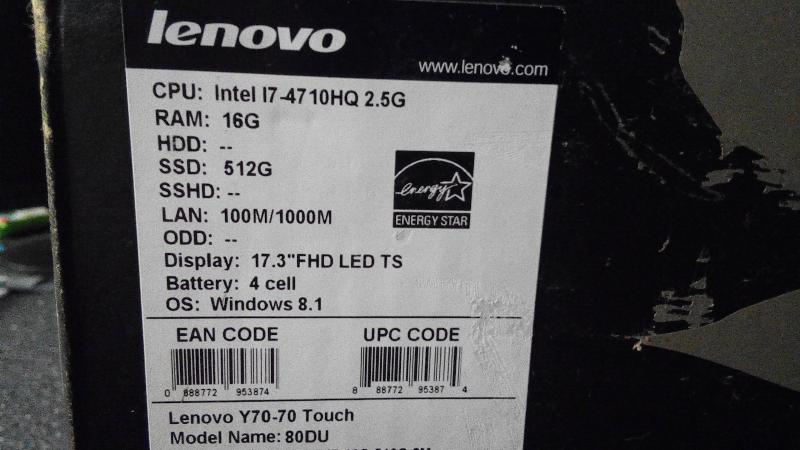 lenovo
www.lenovo.com
CPU: Intel I7-4710HQ 2.5G
RAM: 16G
HDD: --
SSD: 512G
SSHD: --
LAN: 100M/1000M
ODD: --
Display: 17.3"FHD LED TS
Battery: 4 cell
OS: Windows 8.1
energy
ENERGY STAR
EAN CODE
0 888772 953874
UPC CODE
8 88772 95387 4
Lenovo Y70-70 Touch
Model Name: 80DU